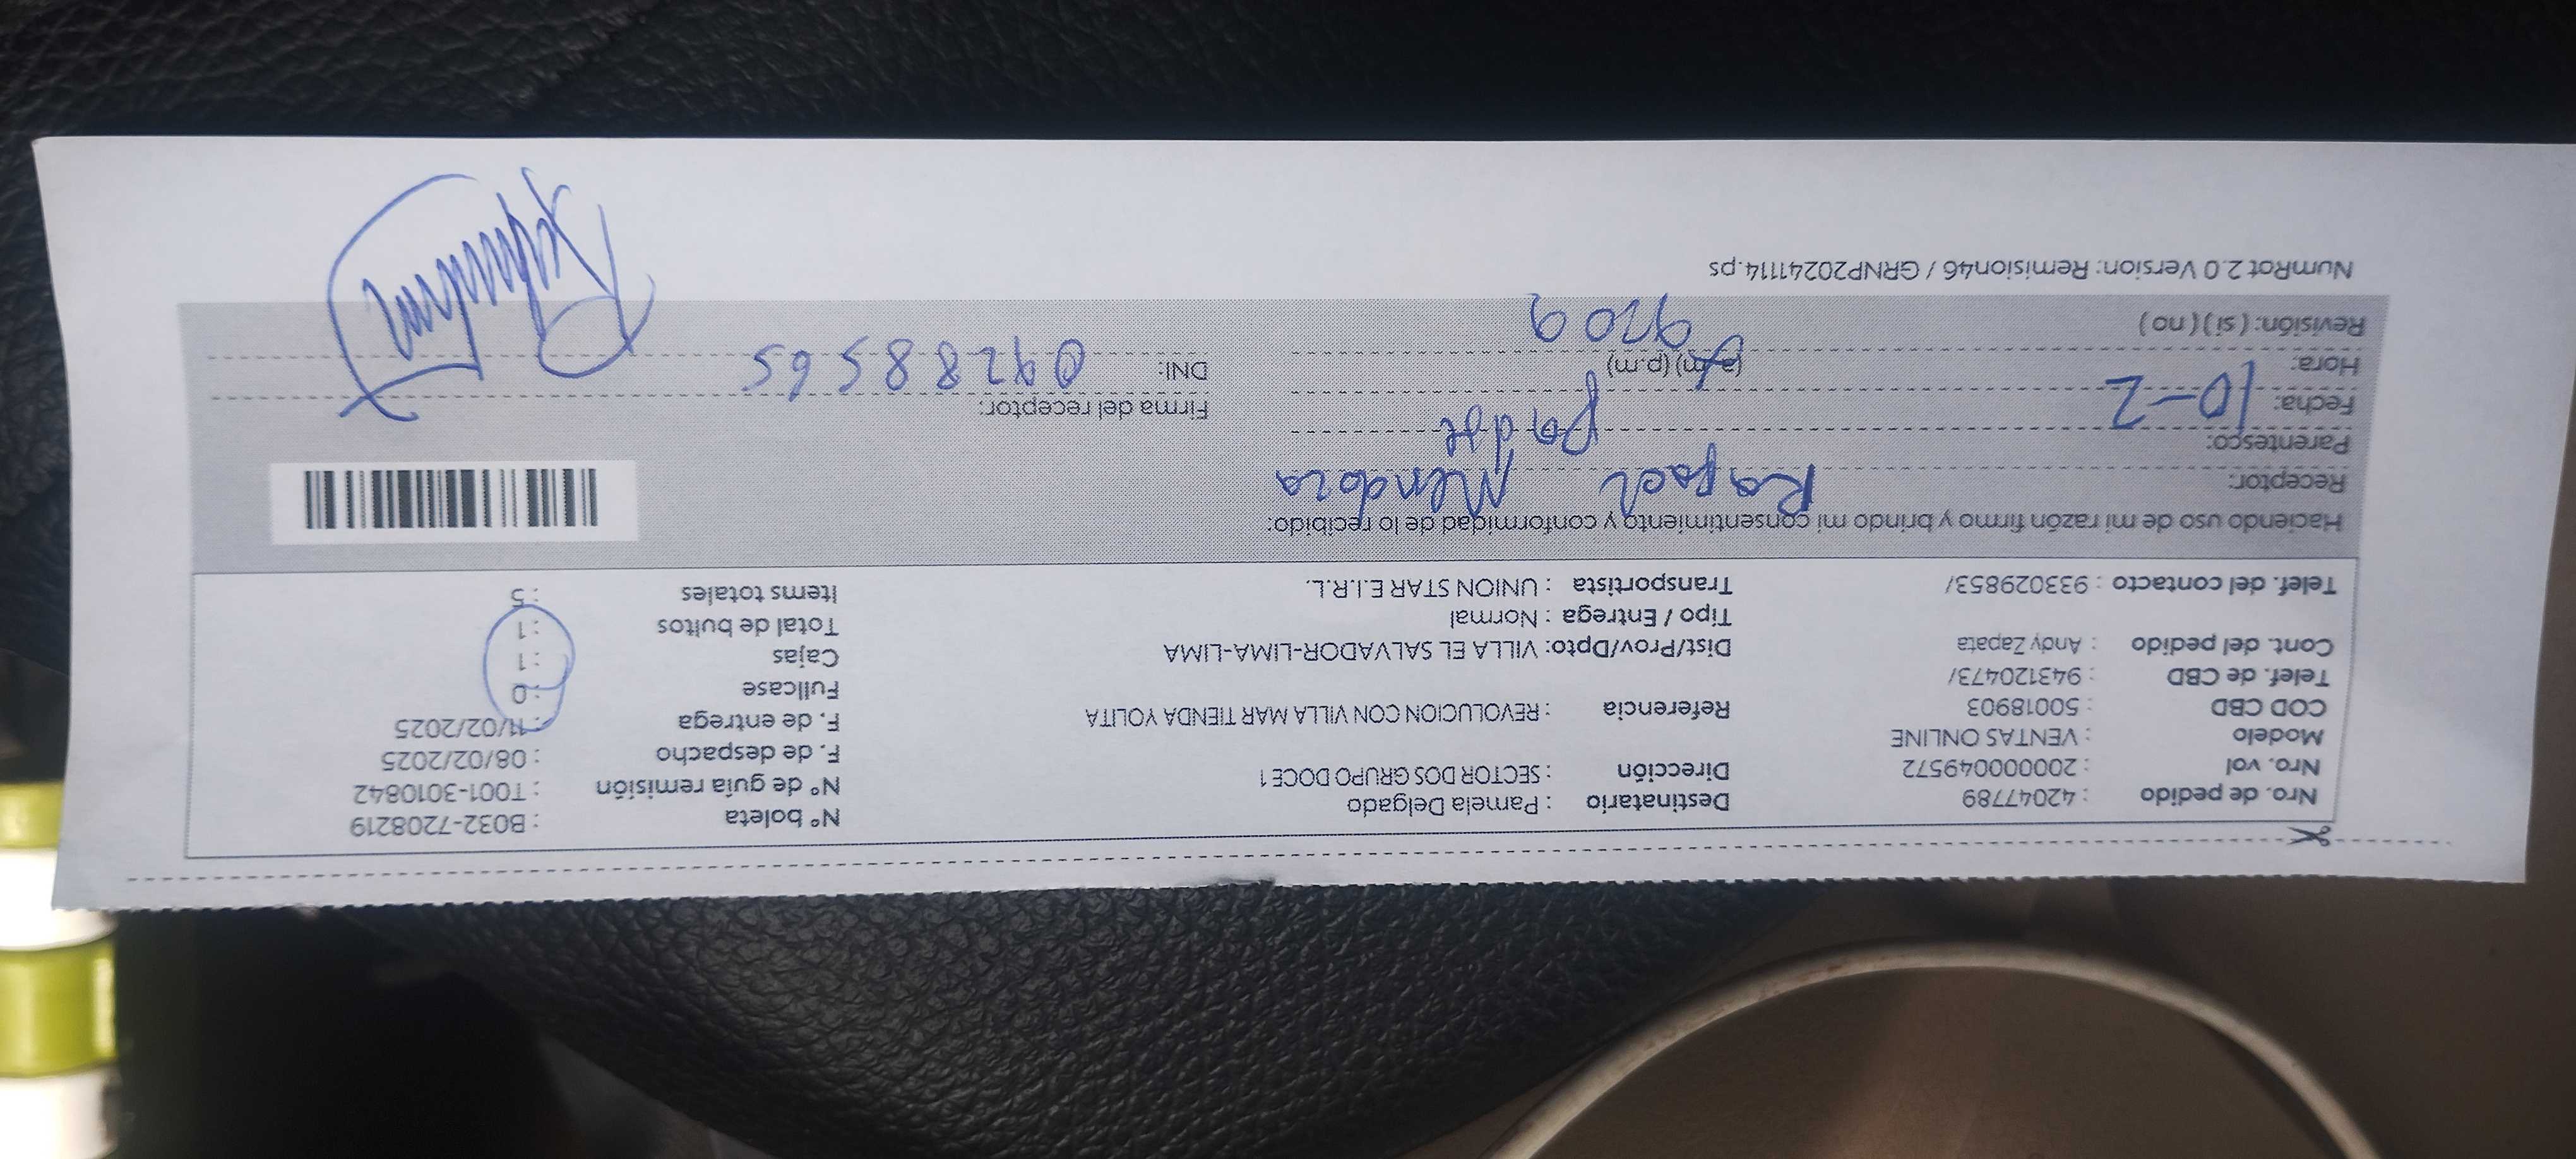 Nro. de pedido : 42047789
Nro. vol : 20000049572
Modelo : VENTAS ONLINE
COD CBD : 50018903
Telef. de CBD : 943120473/
Cont. del pedido : Andy Zapata
Telef. del contacto : 933029853/
Destinatario : Pamela Delgado
Dirección : SECTOR DOS GRUPO DOCE 1
Referencia : REVOLUCION CON VILLA MAR TIENDA YOLITA
Dist/Prov/Dpto: VILLA EL SALVADOR-LIMA-LIMA
Tipo / Entrega : Normal
Transportista : UNION STAR E.I.R.L.
N° boleta : B032-7208219
N° de guía remisión : T001-3010842
F. de despacho : 08/02/2025
F. de entrega : 11/02/2025
Fullcase : 0
Cajas : 1
Total de bultos : 1
Items totales : 5
Haciendo uso de mi razón firmo y brindo mi consentimiento y conformidad de lo recibido:
Receptor: Rafael Mendoza
Parentesco: Padre
Fecha: 10-2
Hora: (a.m) (p.m)
Revisión: ( si ) ( no )
Firma del receptor:
DNI: 09288565
NumRot 2.0 Version: Remision46 / GRNP20241114.ps